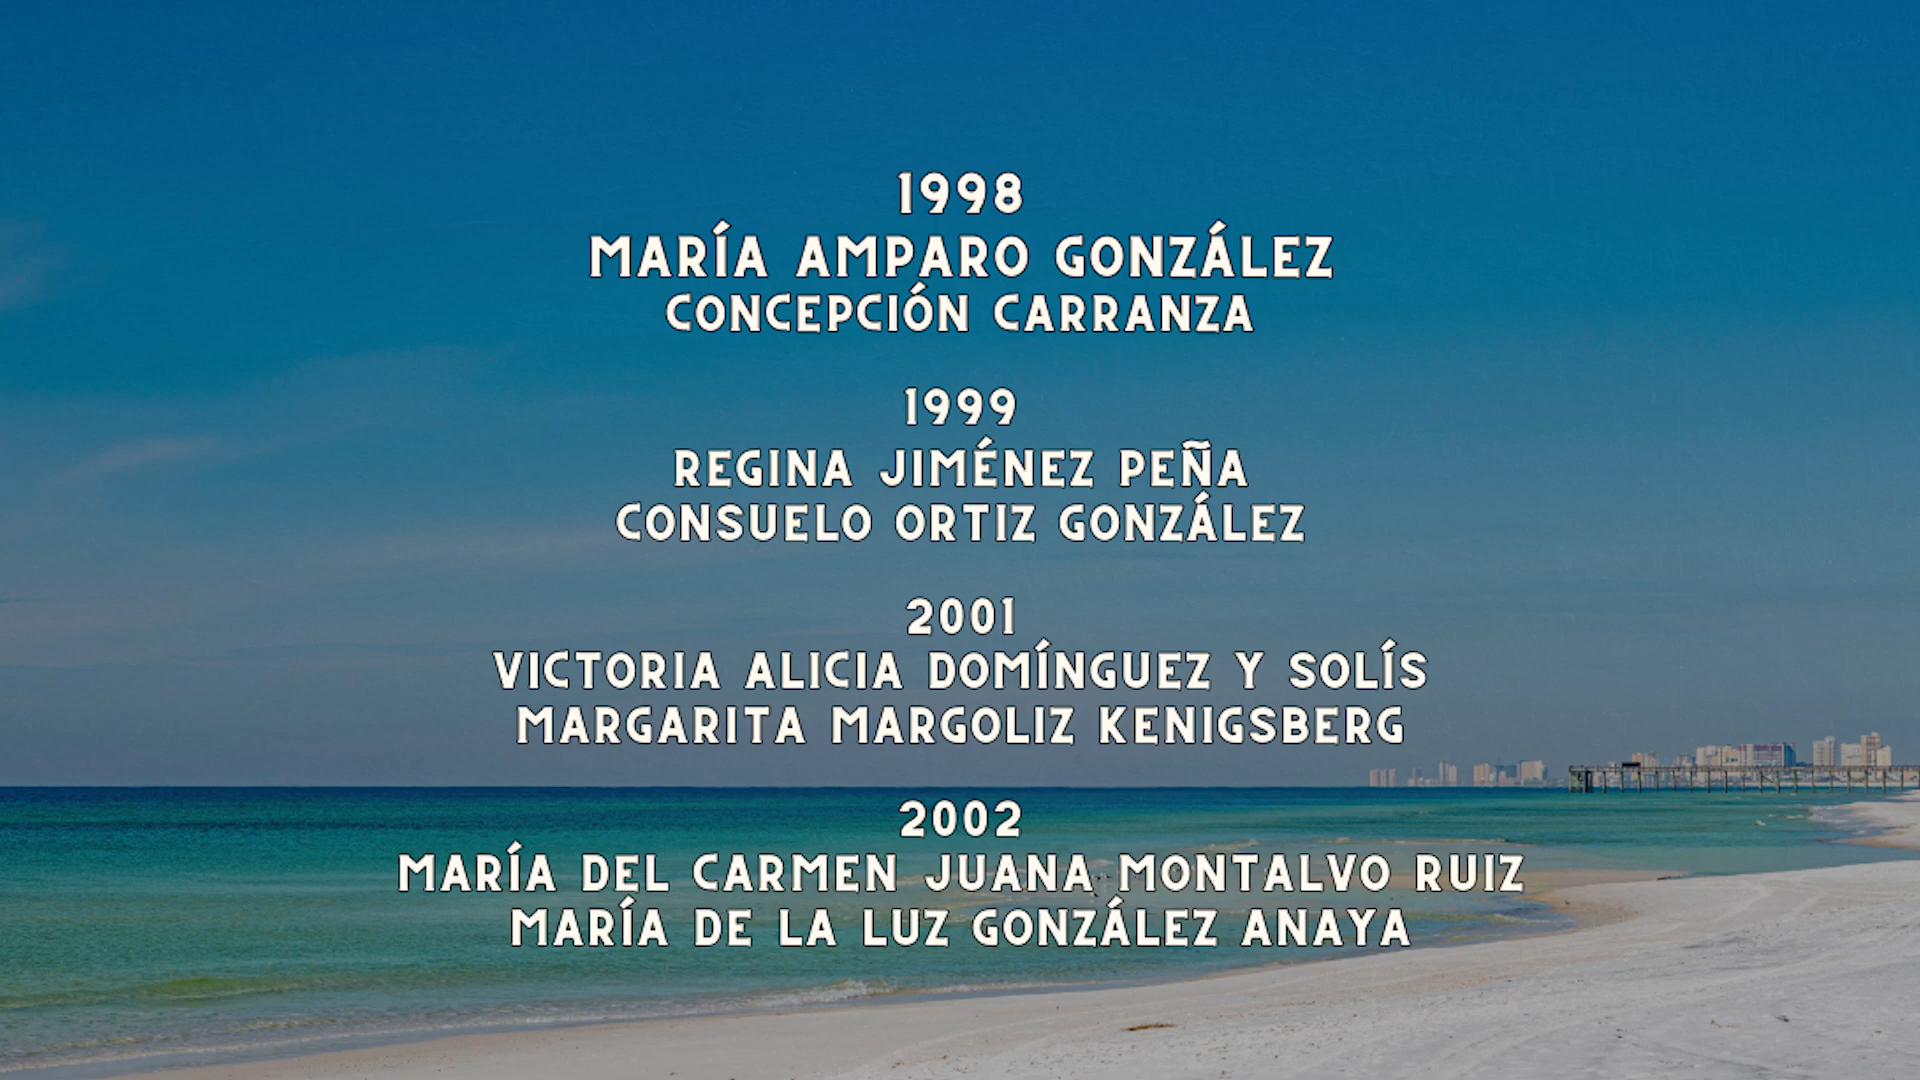 1998
MARÍA AMPARO GONZÁLEZ
CONCEPCIÓN CARRANZA
1999
REGINA JIMÉNEZ PEÑA
CONSUELO ORTIZ GONZÁLEZ
2001
VICTORIA ALICIA DOMÍNGUEZ Y SOLÍS
MARGARITA MARGOLIZ KENIGSBERG
2002
MARÍA DEL CARMEN JUANA MONTALVO RUIZ
MARÍA DE LA LUZ GONZÁLEZ ANAYA